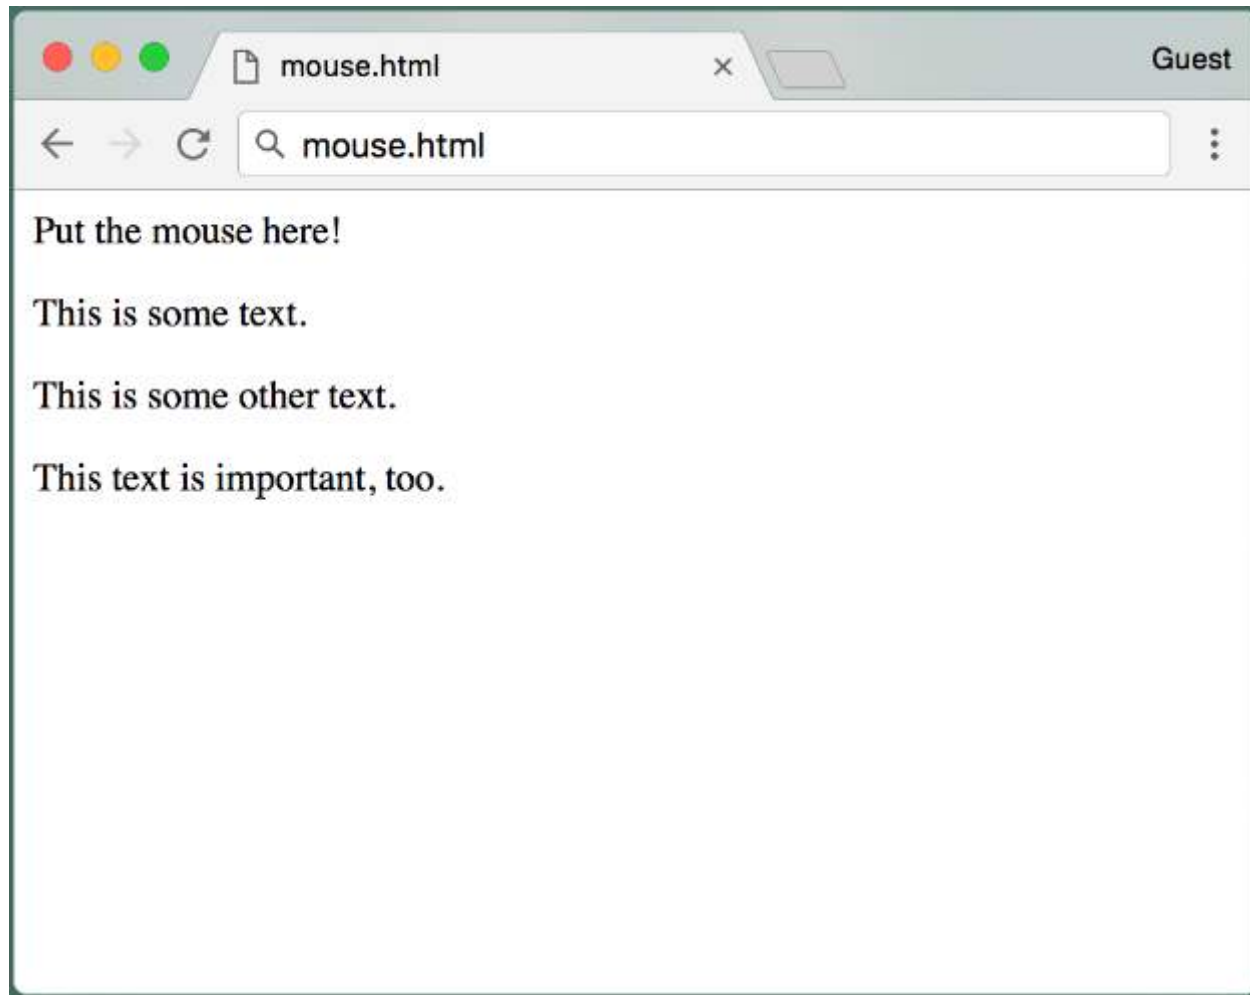 mouse.html
Guest
mouse.html
Put the mouse here!
This is some text.
This is some other text.
This text is important, too.